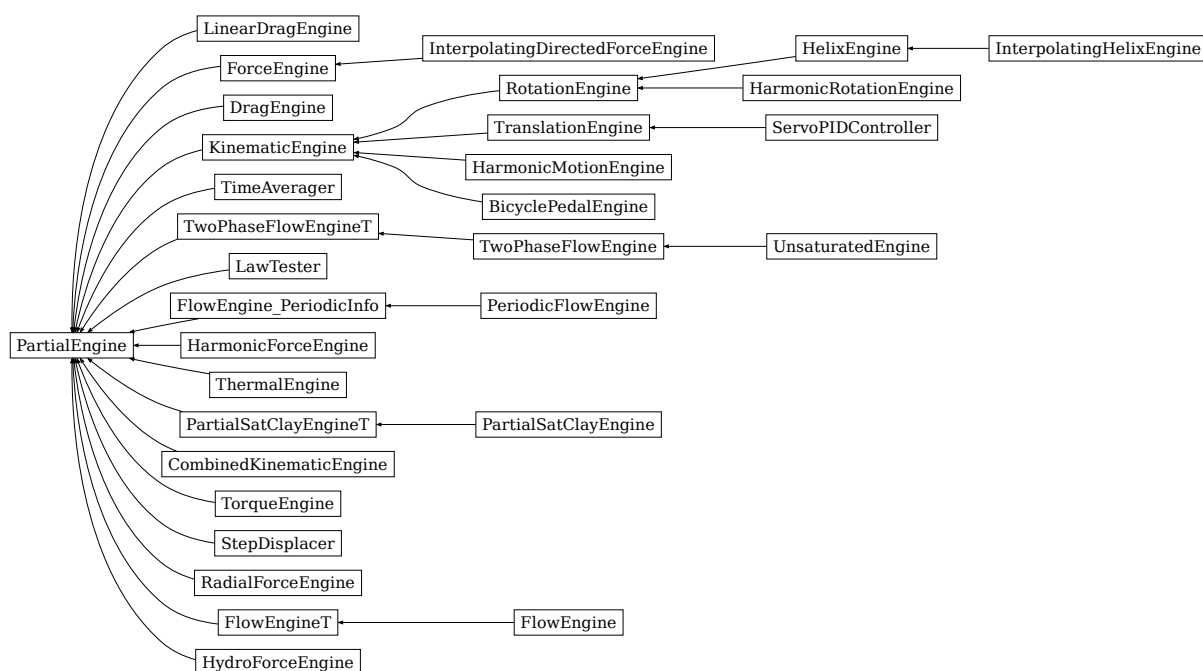 LinearDragEngine
InterpolatingDirectedForceEngine
HelixEngine
InterpolatingHelixEngine
ForceEngine
RotationEngine
HarmonicRotationEngine
DragEngine
TranslationEngine
ServoPIDController
KinematicEngine
HarmonicMotionEngine
TimeAverager
BicyclePedalEngine
TwoPhaseFlowEngineT
TwoPhaseFlowEngine
UnsaturatedEngine
LawTester
FlowEngine_PeriodicInfo
PeriodicFlowEngine
PartialEngine
HarmonicForceEngine
ThermalEngine
PartialSatClayEngineT
PartialSatClayEngine
CombinedKinematicEngine
TorqueEngine
StepDisplacer
RadialForceEngine
FlowEngineT
FlowEngine
HydroForceEngine